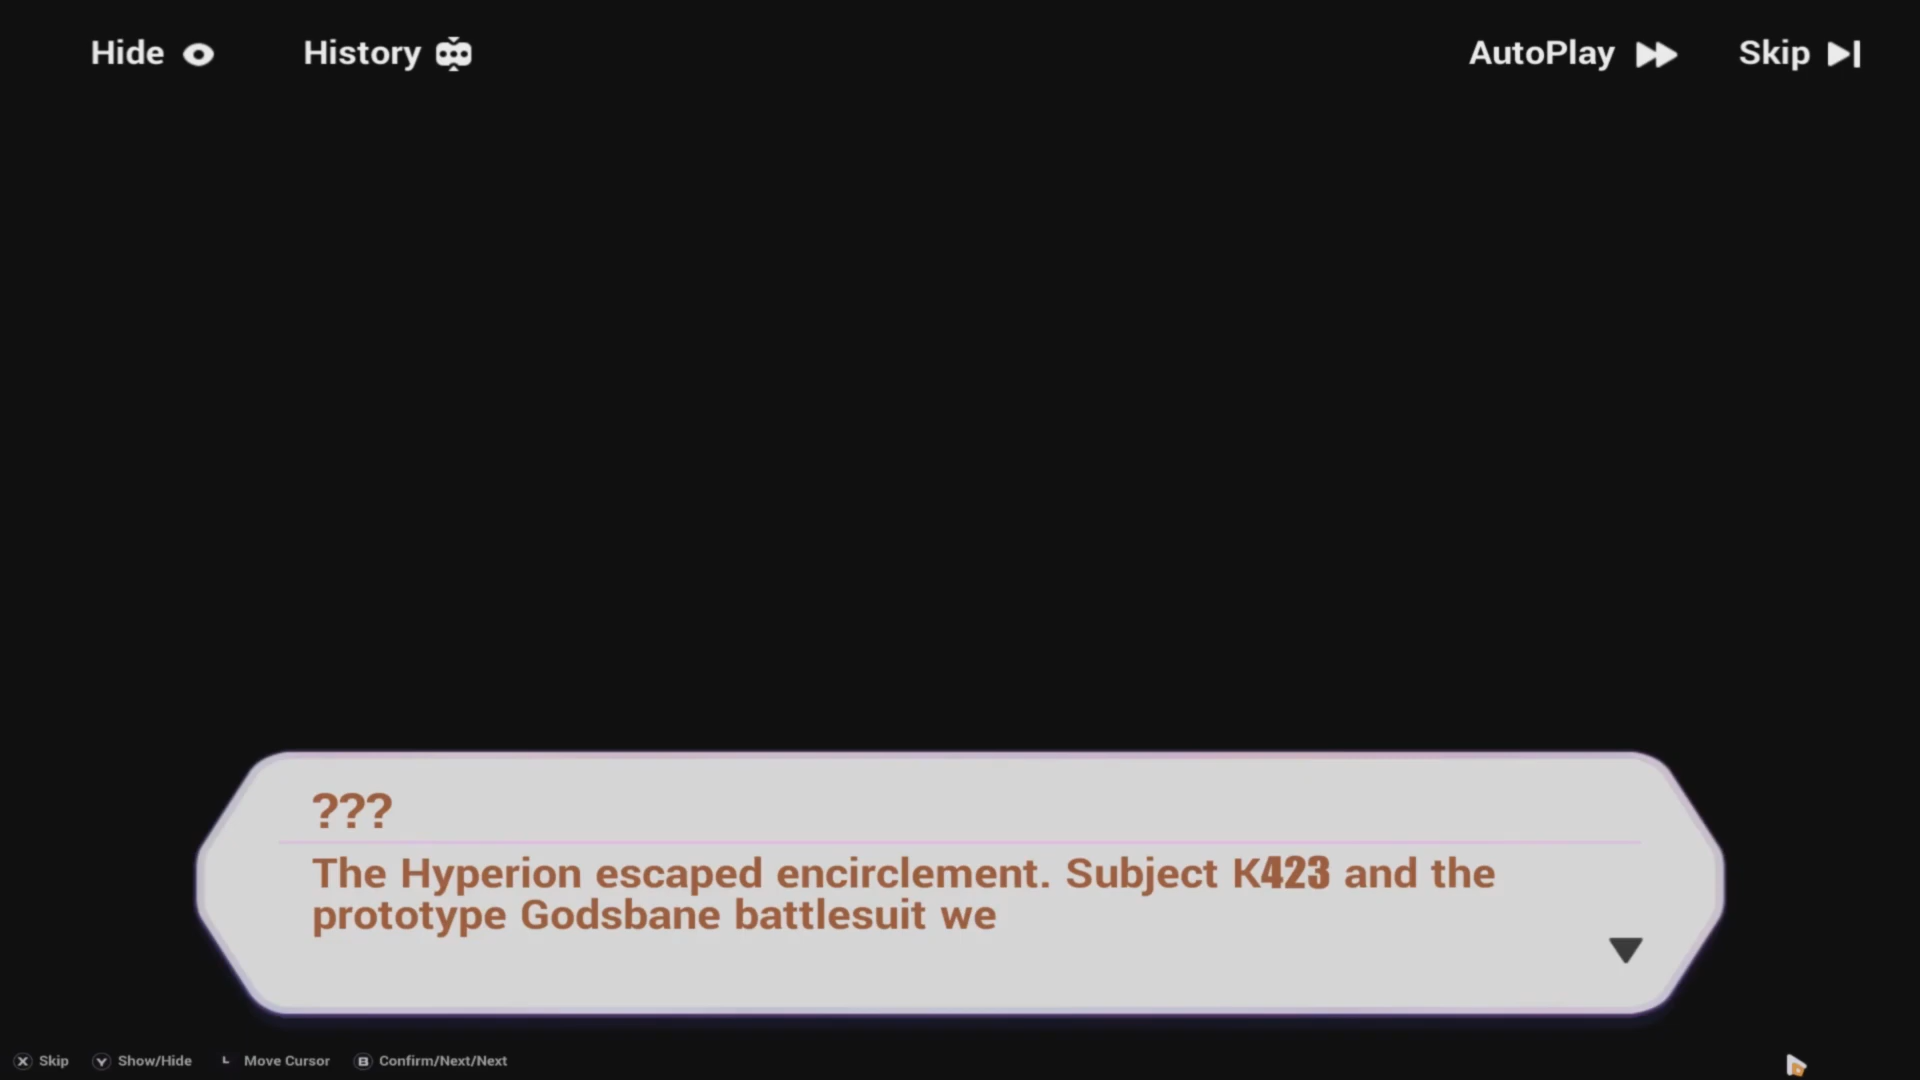 Hide
History
AutoPlay
Skip
???
The Hyperion escaped encirclement. Subject K423 and the
prototype Godsbane battlesuit we
X Skip
Y Show/Hide
L Move Cursor
B Confirm/Next/Next